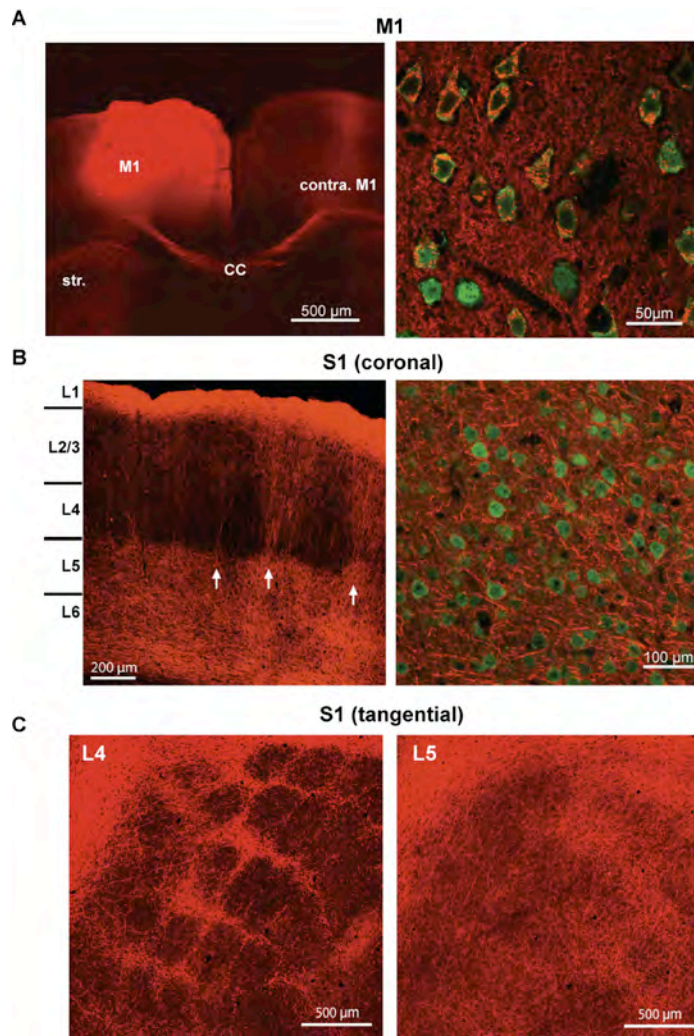 A
M1
M1
contra. M1
CC
str.
500 µm
50µm
B
S1 (coronal)
L1
L2/3
L4
L5
L6
200 µm
100 µm
C
S1 (tangential)
L4
L5
500 µm
500 µm